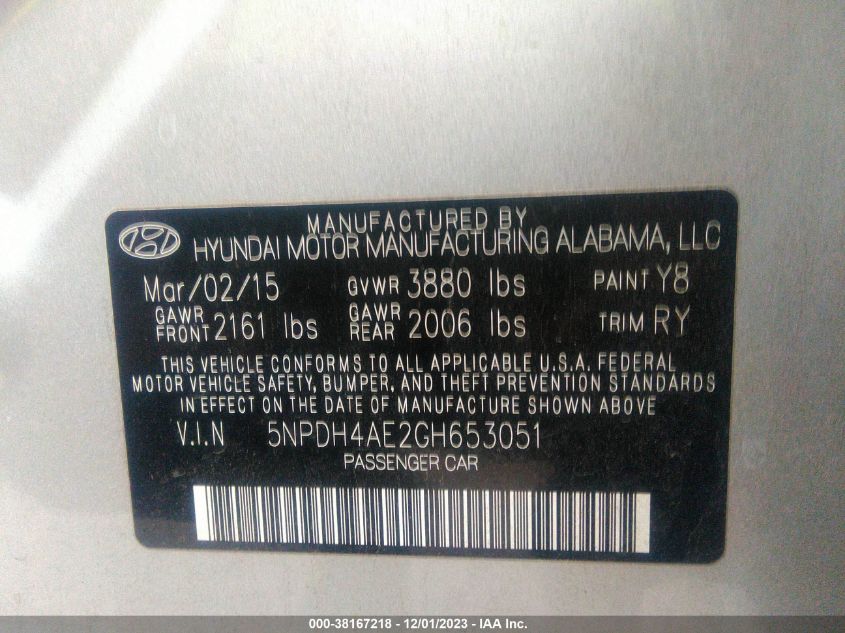 MANUFACTURED BY
HYUNDAI MOTOR MANUFACTURING ALABAMA, LLC
Mar/02/15 GVWR 3880 lbs PAINT Y8
GAWR FRONT 2161 lbs GAWR REAR 2006 lbs TRIM RY
THIS VEHICLE CONFORMS TO ALL APPLICABLE U.S.A. FEDERAL
MOTOR VEHICLE SAFETY, BUMPER, AND THEFT PREVENTION STANDARDS
IN EFFECT ON THE DATE OF MANUFACTURE SHOWN ABOVE
V.I.N 5NPDH4AE2GH653051
PASSENGER CAR
000-38167218 - 12/01/2023 - IAA Inc.